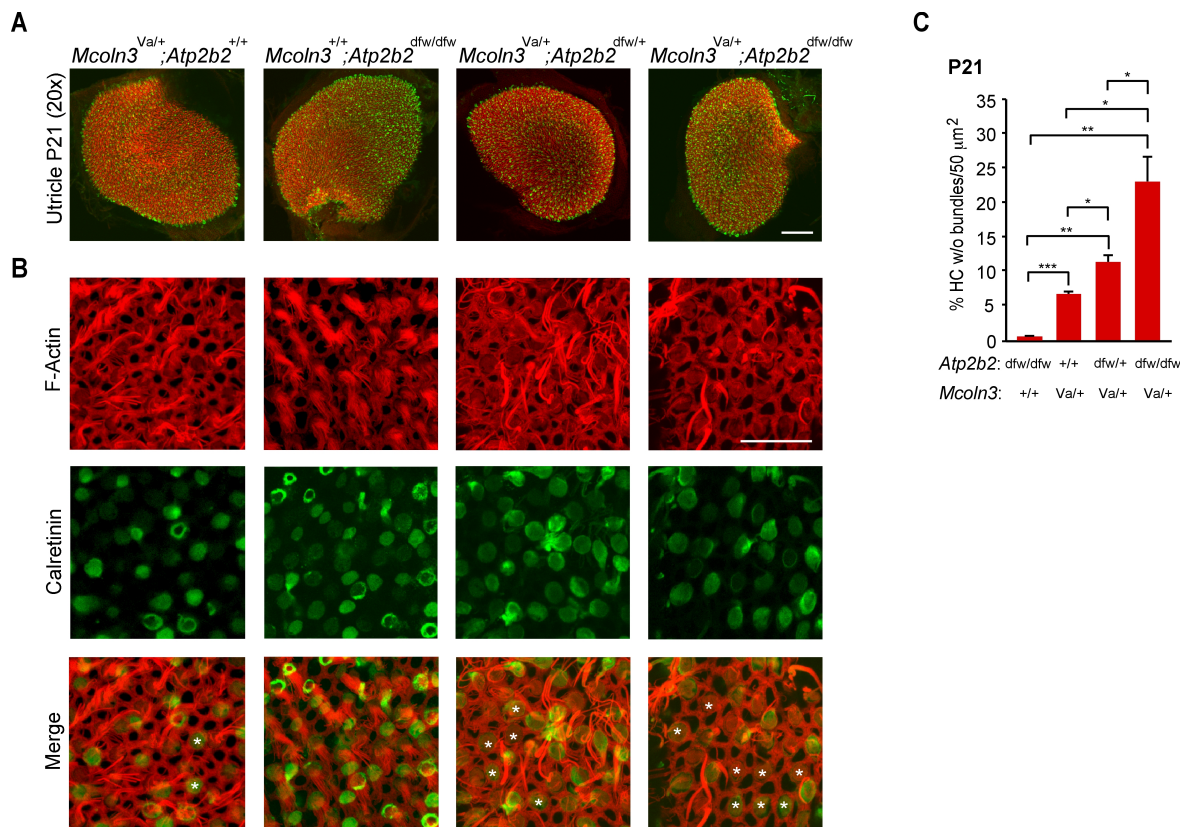 A
Mcoln3Va/+;Atp2b2+/+
Mcoln3+/+;Atp2b2dfw/dfw
Mcoln3Va/+;Atp2b2dfw/+
Mcoln3Va/+;Atp2b2dfw/dfw
Utricle P21 (20x)
B
F-Actin
Calretinin
Merge
* *
* * * * *
* * * * * * * *
C
P21
% HC w/o bundles/50 μm2
35
30
25
20
15
10
5
0
*
*
**
*
**
***
Atp2b2: dfw/dfw +/+ dfw/+ dfw/dfw
Mcoln3: +/+ Va/+ Va/+ Va/+